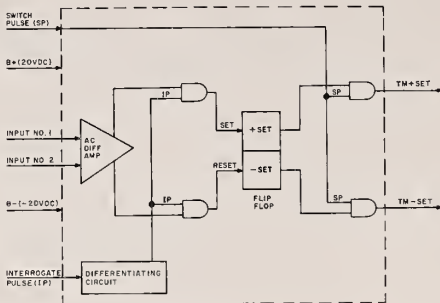 SWITCH
PULSE (SP)
B+(20VDC)
INPUT NO. 1
INPUT NO 2
B-(-20VDC)
INTERROGATE
PULSE(IP)
AC
DIFF
AMP
DIFFERENTIATING
CIRCUIT
IP
IP
SET
RESET
+SET
-SET
FLIP
FLOP
SP
SP
TM+SET
TM-SET